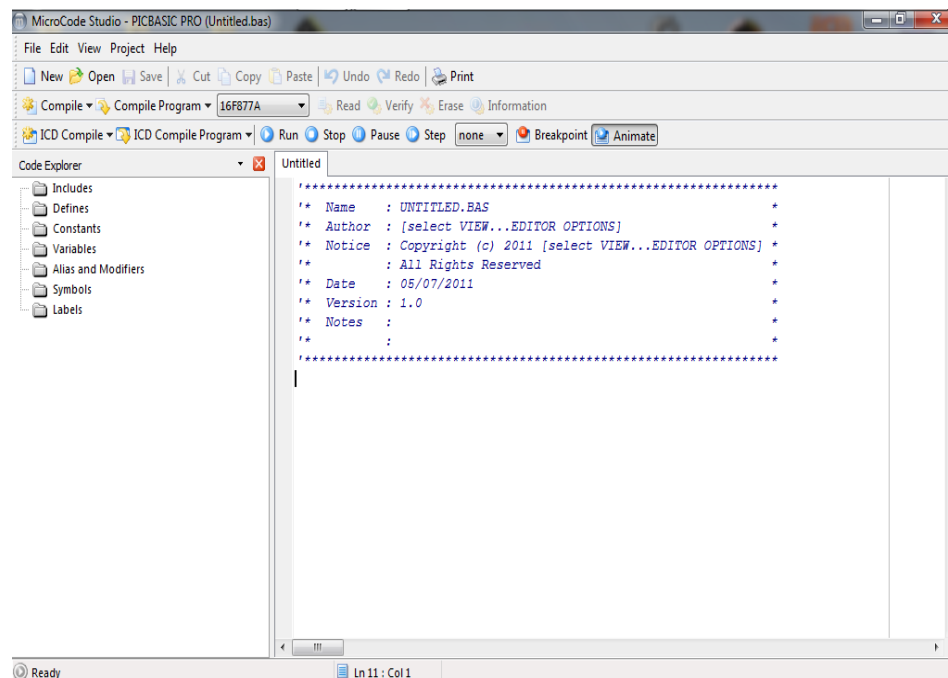 MicroCode Studio - PICBASIC PRO (Untitled.bas)
File Edit View Project Help
New Open Save Cut Copy Paste Undo Redo Print
Compile Compile Program 16F877A Read Verify Erase Information
ICD Compile ICD Compile Program Run Stop Pause Step none Breakpoint Animate
Code Explorer
Includes
Defines
Constants
Variables
Alias and Modifiers
Symbols
Labels
Untitled
'****************************************************************
'*  Name    : UNTITLED.BAS                                      *
'*  Author  : [select VIEW...EDITOR OPTIONS]                    *
'*  Notice  : Copyright (c) 2011 [select VIEW...EDITOR OPTIONS] *
'*          : All Rights Reserved                               *
'*  Date    : 05/07/2011                                        *
'*  Version : 1.0                                               *
'*  Notes   :                                                   *
'*          :                                                   *
'****************************************************************
Ready Ln 11 : Col 1